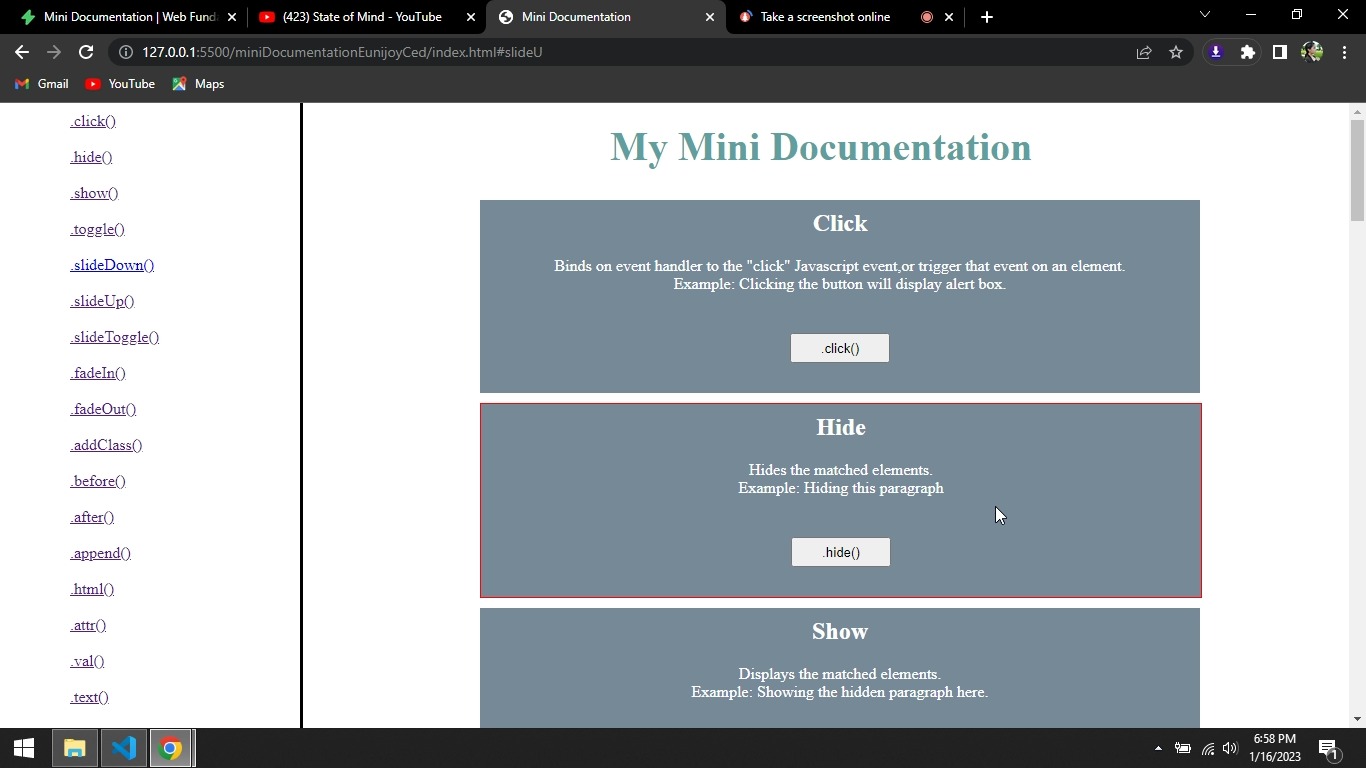 Mini Documentation | Web Funda
(423) State of Mind - YouTube
Mini Documentation
Take a screenshot online
127.0.0.1:5500/miniDocumentationEunijoyCed/index.html#slideU
Gmail
YouTube
Maps
.click()
.hide()
.show()
.toggle()
.slideDown()
.slideUp()
.slideToggle()
.fadeIn()
.fadeOut()
.addClass()
.before()
.after()
.append()
.html()
.attr()
.val()
.text()
My Mini Documentation
Click
Binds on event handler to the "click" Javascript event,or trigger that event on an element.
Example: Clicking the button will display alert box.
.click()
Hide
Hides the matched elements.
Example: Hiding this paragraph
.hide()
Show
Displays the matched elements.
Example: Showing the hidden paragraph here.
6:58 PM
1/16/2023
1